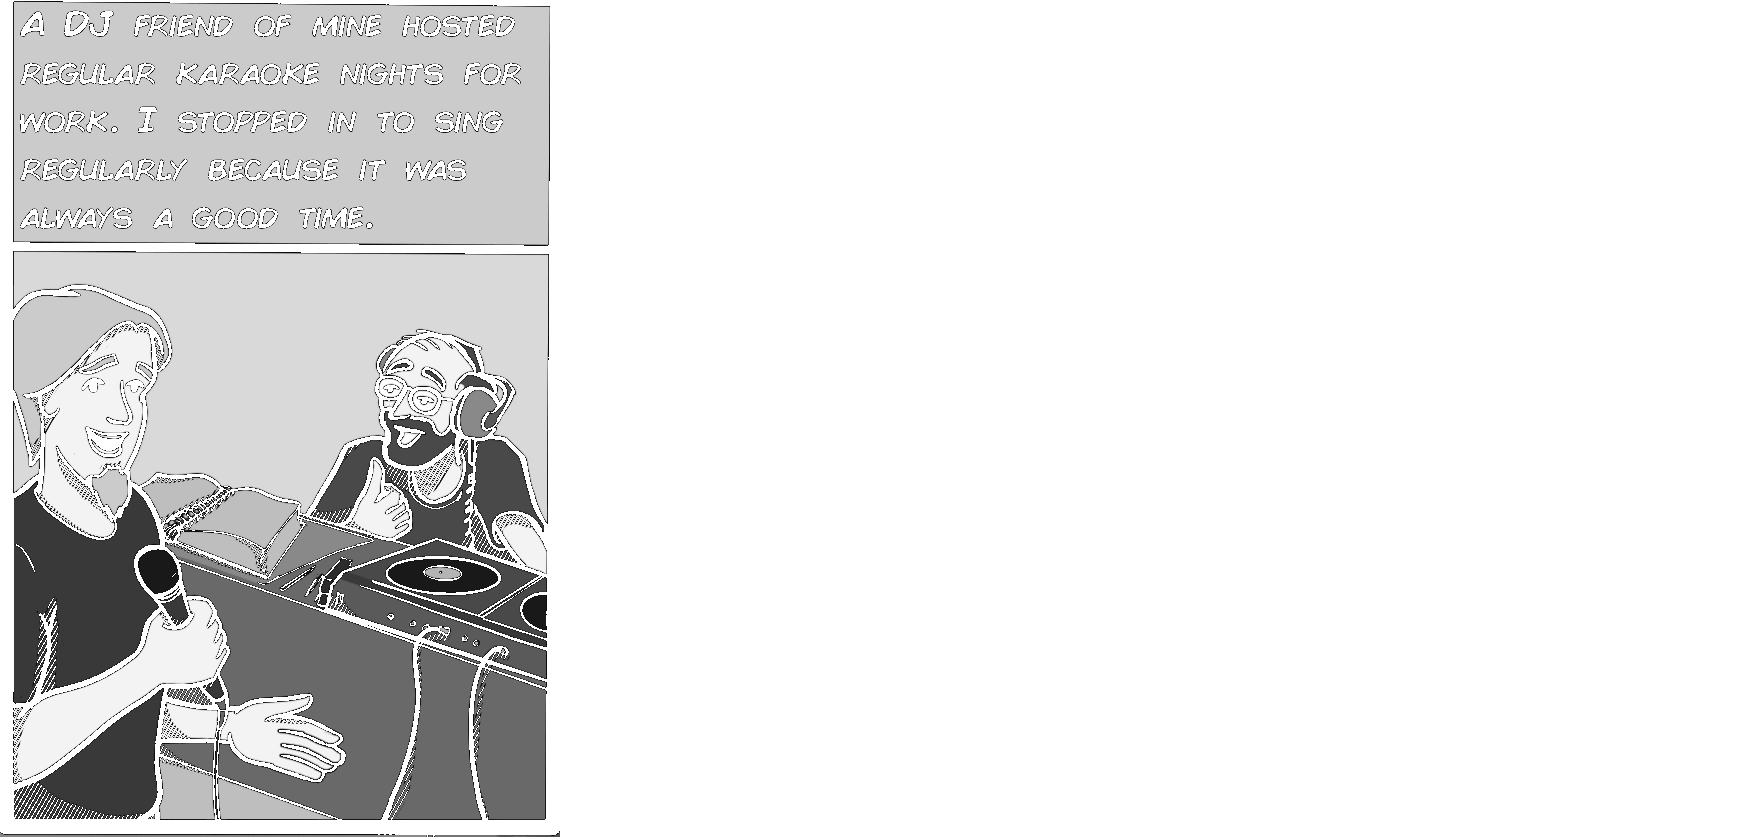 A DJ FRIEND OF MINE HOSTED
REGULAR KARAOKE NIGHTS FOR
WORK. I STOPPED IN TO SING
REGULARLY BECAUSE IT WAS
ALWAYS A GOOD TIME.